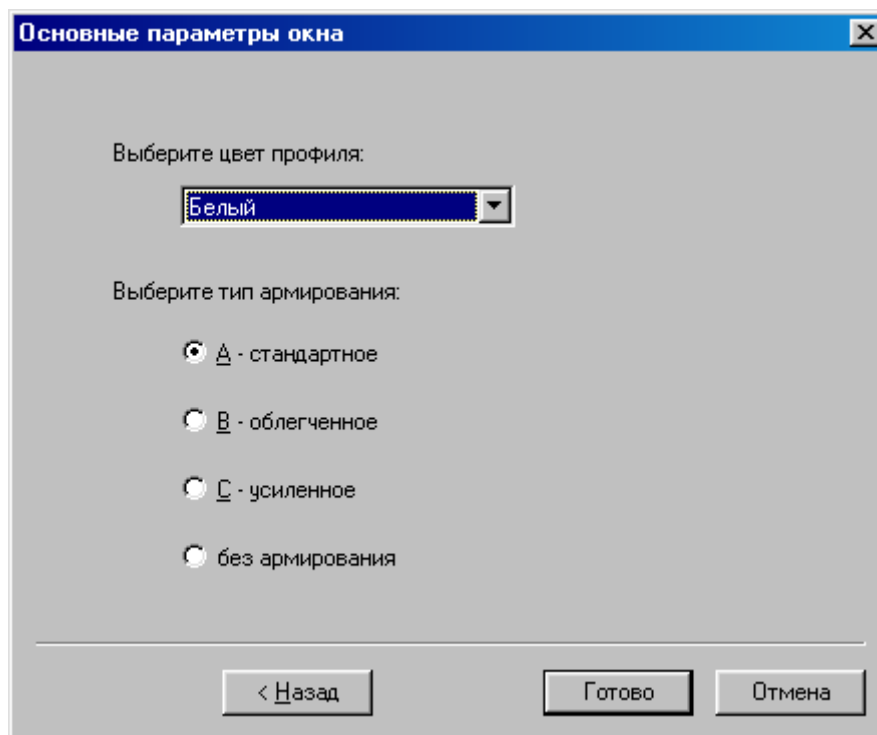 Основные параметры окна
Выберите цвет профиля:
Белый
Выберите тип армирования:
A - стандартное
B - облегченное
C - усиленное
без армирования
< Назад Готово Отмена